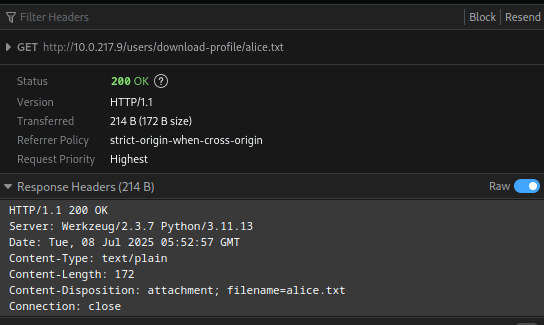 Filter Headers Block Resend
GET http://10.0.217.9/users/download-profile/alice.txt
Status 200 OK ?
Version HTTP/1.1
Transferred 214 B (172 B size)
Referrer Policy strict-origin-when-cross-origin
Request Priority Highest
Response Headers (214 B) Raw
HTTP/1.1 200 OK
Server: Werkzeug/2.3.7 Python/3.11.13
Date: Tue, 08 Jul 2025 05:52:57 GMT
Content-Type: text/plain
Content-Length: 172
Content-Disposition: attachment; filename=alice.txt
Connection: close